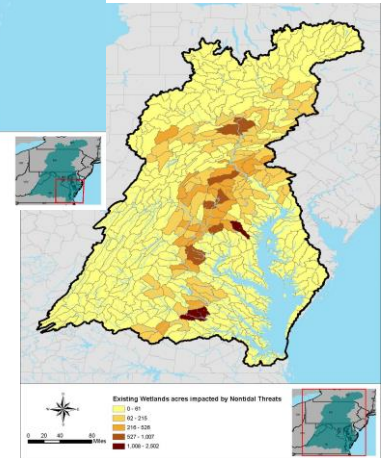 Existing Wetlands acres impacted by Nontidal Threats
0 - 61
62 - 215
216 - 526
527 - 1,007
1,008 - 2,502
0 20 40 80
Miles